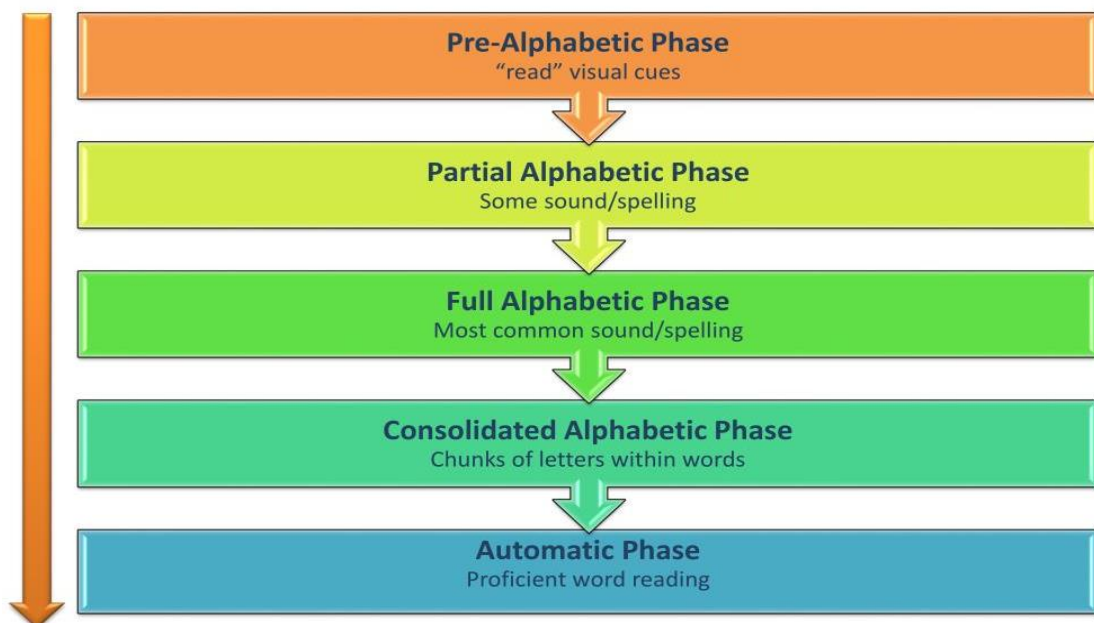 Pre-Alphabetic Phase
“read” visual cues
Partial Alphabetic Phase
Some sound/spelling
Full Alphabetic Phase
Most common sound/spelling
Consolidated Alphabetic Phase
Chunks of letters within words
Automatic Phase
Proficient word reading